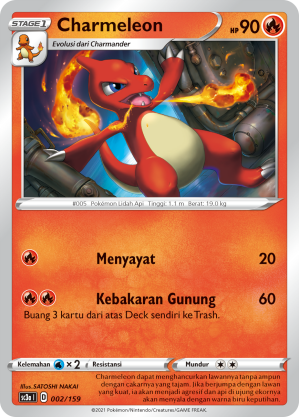 STAGE 1
Charmeleon
HP 90
Evolusi dari Charmander
#005 Pokémon Lidah Api Tinggi: 1.1 m Berat: 19.0 kg
Menyayat 20
Kebakaran Gunung 60
Buang 3 kartu dari atas Deck sendiri ke Trash.
Kelemahan × 2 Resistansi Mundur
Illus. SATOSHI NAKAI
sc3a I D 002/159
Charmeleon dapat menghancurkan lawannya tanpa ampun
dengan cakarnya yang tajam. Jika berjumpa dengan lawan
yang kuat, ia akan menjadi agresif dan api di ujung ekornya
akan menyala dengan warna biru keputihan.
©2021 Pokémon/Nintendo/Creatures/GAME FREAK.